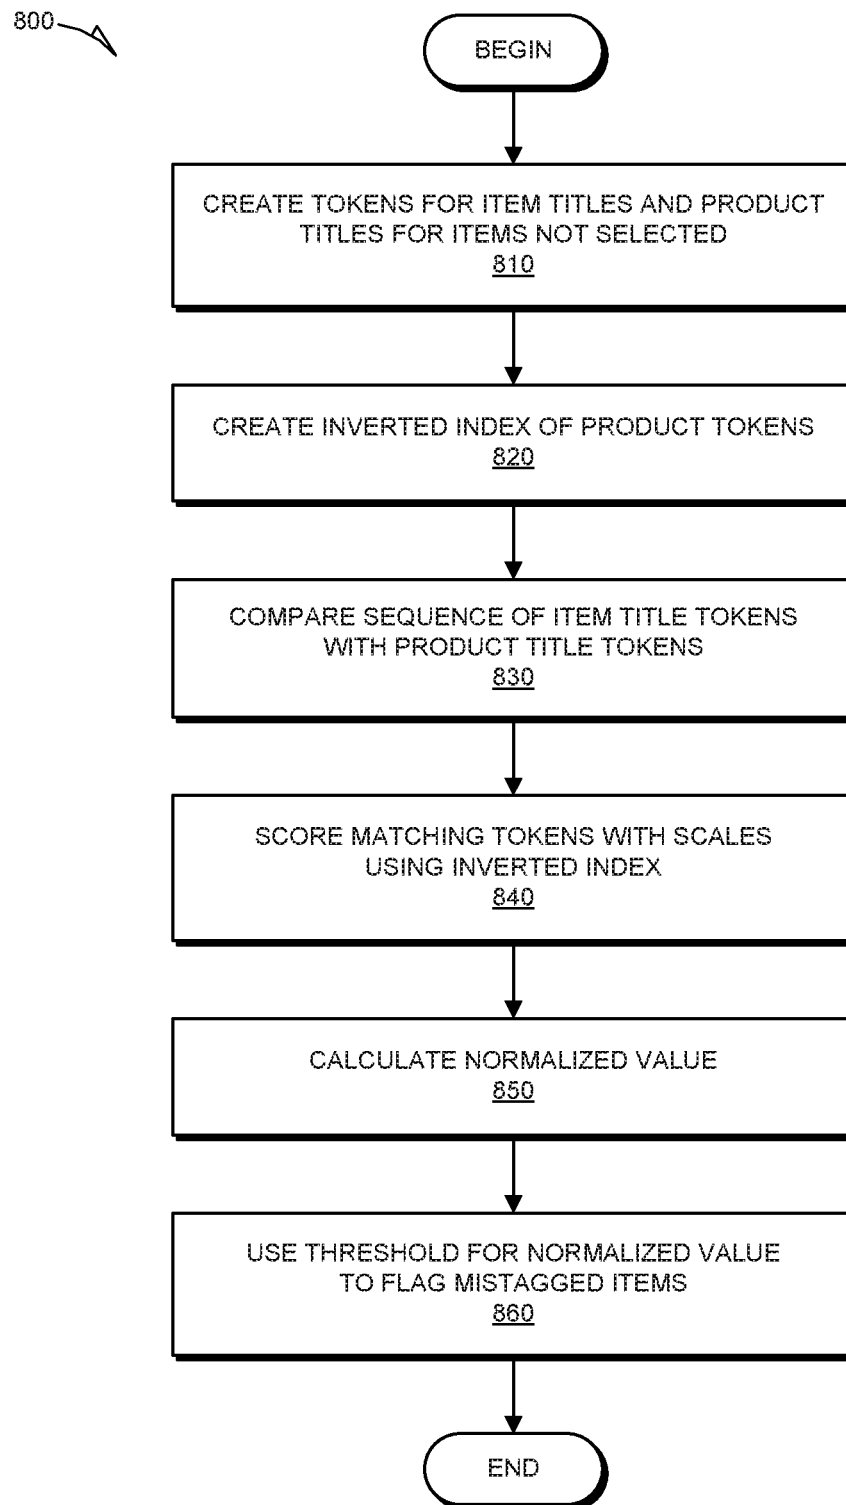 800
BEGIN
CREATE TOKENS FOR ITEM TITLES AND PRODUCT
TITLES FOR ITEMS NOT SELECTED
810
CREATE INVERTED INDEX OF PRODUCT TOKENS
820
COMPARE SEQUENCE OF ITEM TITLE TOKENS
WITH PRODUCT TITLE TOKENS
830
SCORE MATCHING TOKENS WITH SCALES
USING INVERTED INDEX
840
CALCULATE NORMALIZED VALUE
850
USE THRESHOLD FOR NORMALIZED VALUE
TO FLAG MISTAGGED ITEMS
860
END